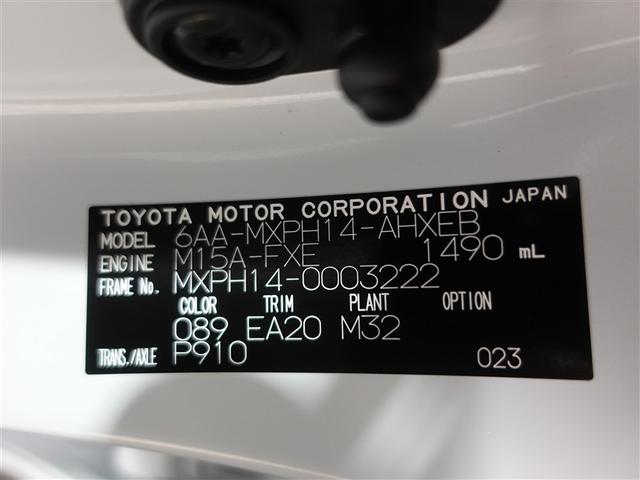 TOYOTA MOTOR CORPORATION JAPAN
MODEL 6AA-MXPH14-AHXEB
ENGINE M15A-FXE 1490 mL
FRAME No. MXPH14-0003222
COLOR TRIM PLANT OPTION
089 EA20 M32
TRANS./AXLE P910 023